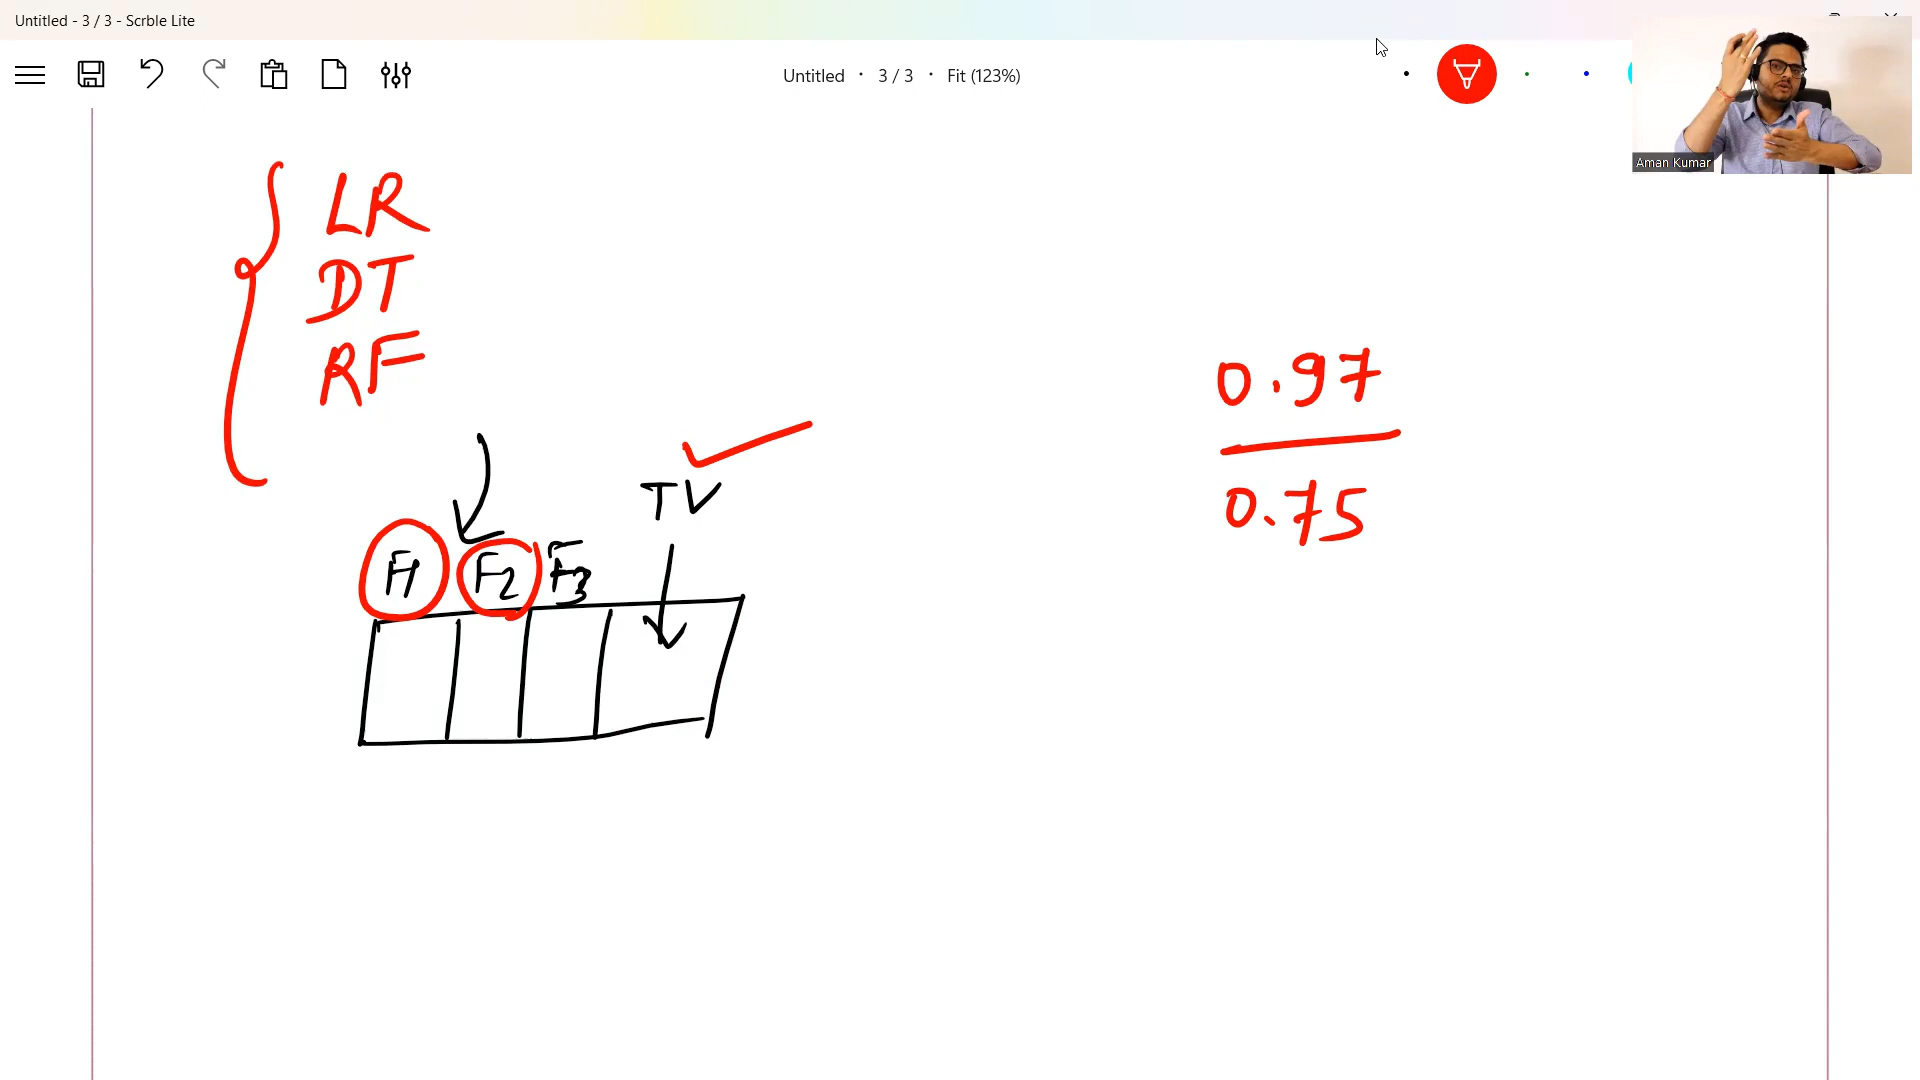 Untitled - 3 / 3 - Scrble Lite
Untitled • 3 / 3 • Fit (123%)
Aman Kumar
LR
DT
RF
0.97
0.75
TV
F1 F2 F3